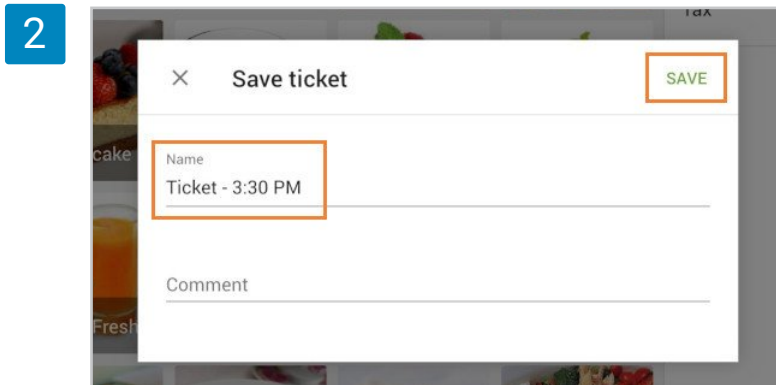 2
Tax
Save ticket
SAVE
cake
Name
Ticket - 3:30 PM
Comment
Fresh